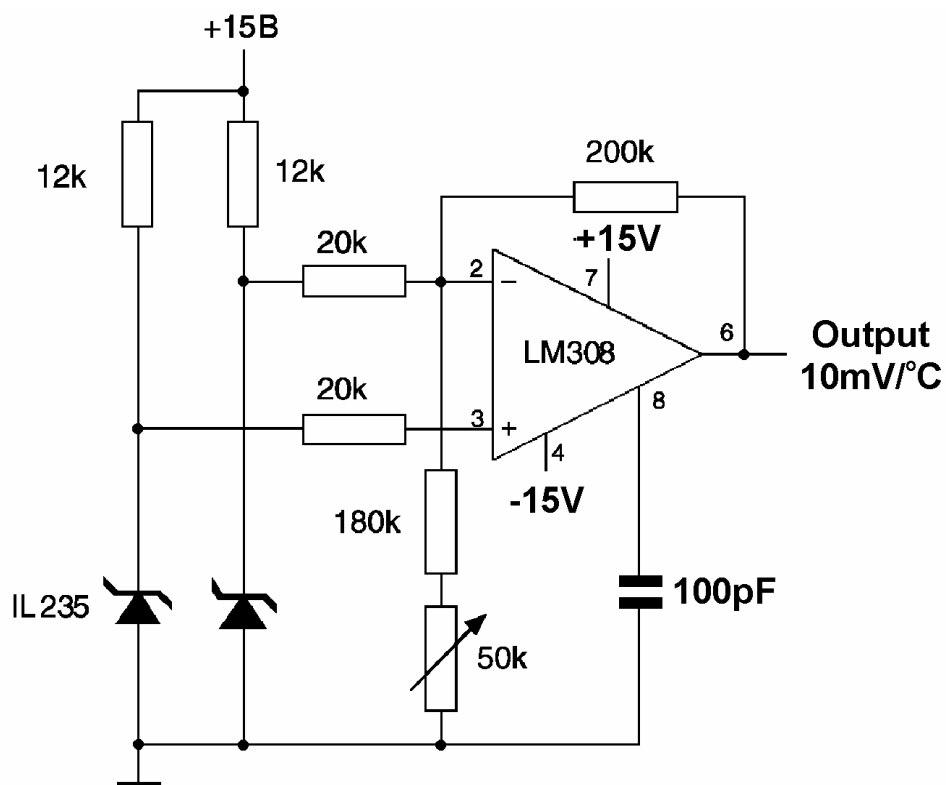 +15В
12k
12k
200k
20k
+15V
2
7
−
LM308
6
Output
10mV/°C
20k
8
3
+
4
-15V
180k
IL235
100pF
50k